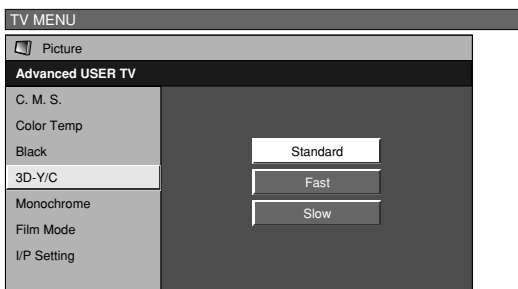 TV MENU
Picture
Advanced USER TV
C. M. S.
Color Temp
Black
3D-Y/C
Monochrome
Film Mode
I/P Setting
Standard
Fast
Slow